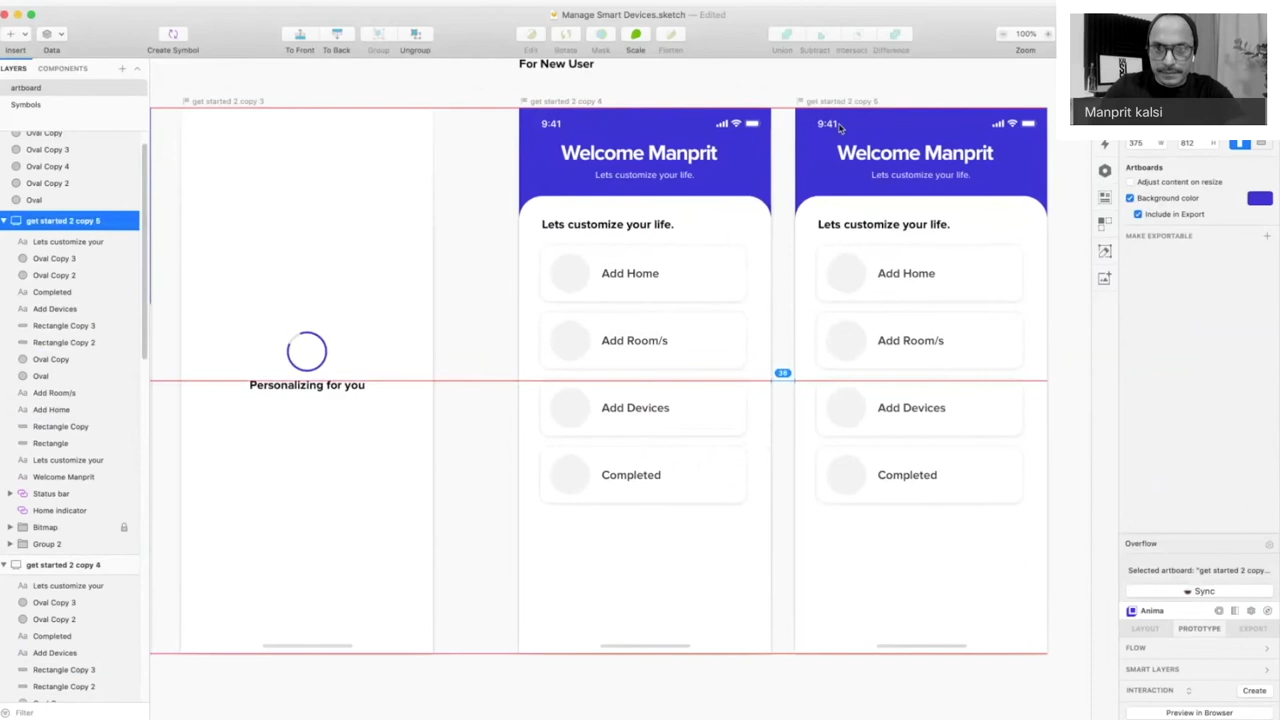 Manage Smart Devices.sketch — Edited
Insert
Data
Create Symbol
To Front
To Back
Group
Ungroup
Edit
Rotate
Mask
Scale
Flatten
Union
Subtract
Intersect
Difference
100%
Zoom
Manprit kalsi
LAYERS
COMPONENTS
artboard
Symbols
Oval Copy
Oval Copy 3
Oval Copy 4
Oval Copy 2
Oval
get started 2 copy 5
Lets customize your
Oval Copy 3
Oval Copy 2
Completed
Add Devices
Rectangle Copy 3
Rectangle Copy 2
Oval Copy
Oval
Add Room/s
Add Home
Rectangle Copy
Rectangle
Lets customize your
Welcome Manprit
Status bar
Home indicator
Bitmap
Group 2
get started 2 copy 4
Lets customize your
Oval Copy 3
Oval Copy 2
Completed
Add Devices
Rectangle Copy 3
Rectangle Copy 2
Filter
For New User
get started 2 copy 3
Personalizing for you
get started 2 copy 4
9:41
Welcome Manprit
Lets customize your life.
Lets customize your life.
Add Home
Add Room/s
Add Devices
Completed
36
get started 2 copy 5
9:41
Welcome Manprit
Lets customize your life.
Lets customize your life.
Add Home
Add Room/s
Add Devices
Completed
375 W 812 H
Artboards
Adjust content on resize
Background color
Include in Export
MAKE EXPORTABLE
Overflow
Selected artboard: "get started 2 copy...
Sync
Anima
LAYOUT
PROTOTYPE
EXPORT
FLOW
SMART LAYERS
INTERACTION
Create
Preview in Browser